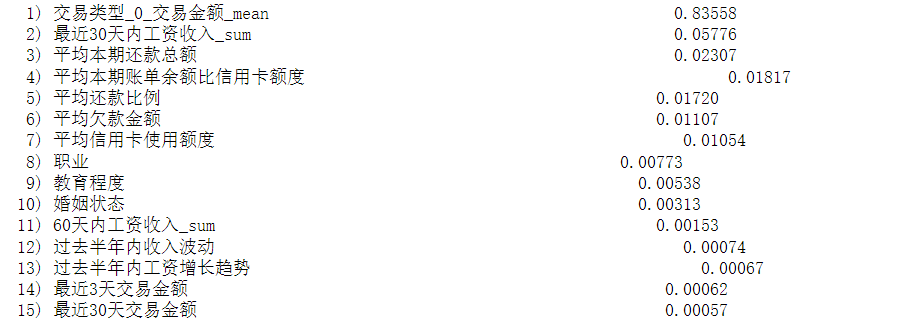 1) 交易类型_0_交易金额_mean 0.83558
2) 最近30天内工资收入_sum 0.05776
3) 平均本期还款总额 0.02307
4) 平均本期账单余额比信用卡额度 0.01817
5) 平均还款比例 0.01720
6) 平均欠款金额 0.01107
7) 平均信用卡使用额度 0.01054
8) 职业 0.00773
9) 教育程度 0.00538
10) 婚姻状态 0.00313
11) 60天内工资收入_sum 0.00153
12) 过去半年内收入波动 0.00074
13) 过去半年内工资增长趋势 0.00067
14) 最近3天交易金额 0.00062
15) 最近30天交易金额 0.00057